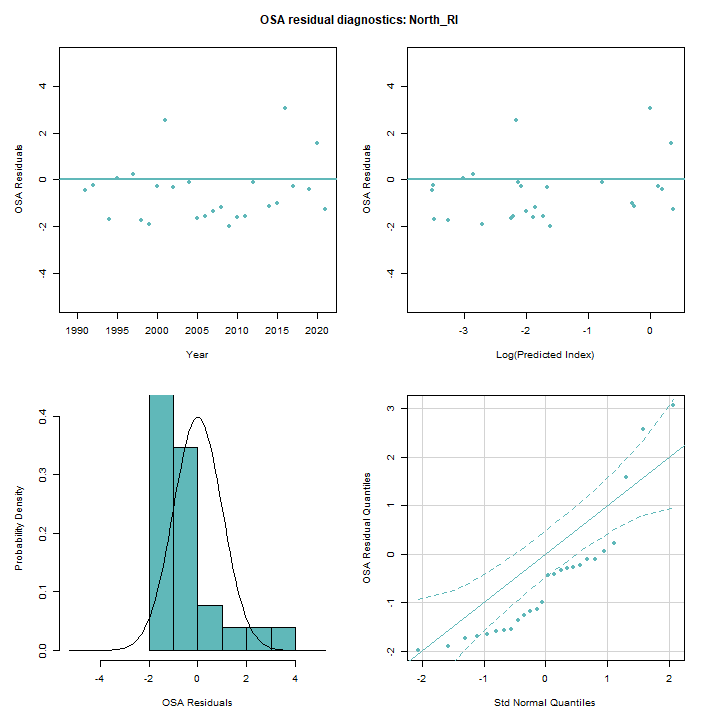 OSA residual diagnostics: North_RI
OSA Residuals
4
2
0
-2
-4
1990 1995 2000 2005 2010 2015 2020
Year
OSA Residuals
4
2
0
-2
-4
-3 -2 -1 0
Log(Predicted Index)
Probability Density
0.4
0.3
0.2
0.1
0.0
-4 -2 0 2 4
OSA Residuals
OSA Residual Quantiles
3
2
1
0
-1
-2
-2 -1 0 1 2
Std Normal Quantiles